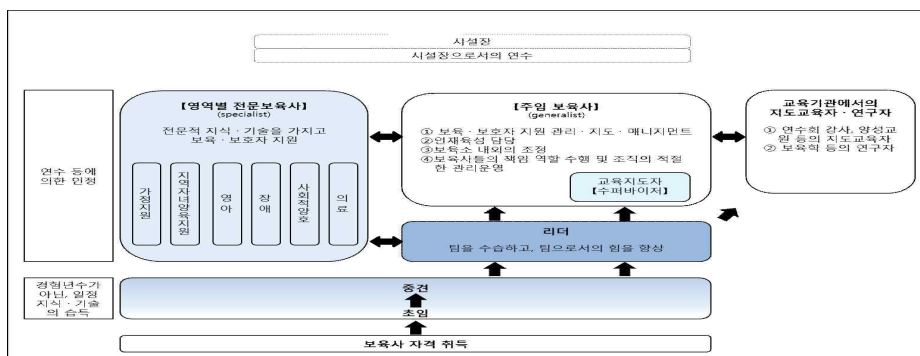 시설장
시설장으로서의 연수
연수 등에
의한 인정
【영역별 전문보육사】
(specialist)
전문적 지식·기술을 가지고
보육·보호자 지원
가정지원
지역자녀양육지원
영아
장애
사회적양호
의료
【주임 보육사】
(generalist)
① 보육·보호자 지원 관리·지도·매니지먼트
②인재육성 담당
③보육소 내외의 조정
④보육사들의 책임 역할 수행 및 조직의 적절
한 관리운영
교육지도자
【수퍼바이저】
교육기관에서의
지도교육자·연구자
① 연수회 강사, 양성교
원 등의 지도교육자
② 보육학 등의 연구자
리더
팀을 수습하고, 팀으로서의 힘을 향상
경험년수가
아닌, 일정
지식·기술
의 습득
중견
초임
보육사 자격 취득